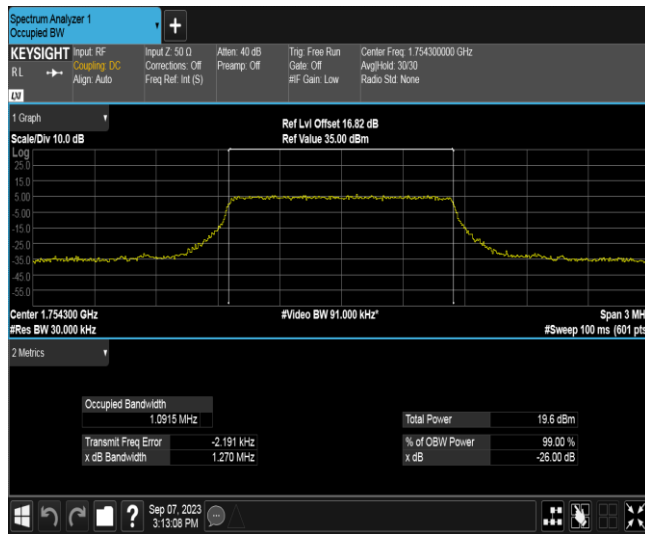 Spectrum Analyzer 1
Occupied BW
+
KEYSIGHT
RL
LXI
Input: RF
Coupling: DC
Align: Auto
Input Z: 50 Ω
Corrections: Off
Freq Ref: Int (S)
Atten: 40 dB
Preamp: Off
Trig: Free Run
Gate: Off
#IF Gain: Low
Center Freq: 1.754300000 GHz
Avg|Hold: 30/30
Radio Std: None
1 Graph
Scale/Div 10.0 dB
Ref Lvl Offset 16.82 dB
Ref Value 35.00 dBm
Log
25.0
15.0
5.00
-5.00
-15.0
-25.0
-35.0
-45.0
-55.0
Center 1.754300 GHz
#Res BW 30.000 kHz
#Video BW 91.000 kHz*
Span 3 MH
#Sweep 100 ms (601 pts
2 Metrics
Occupied Bandwidth
1.0915 MHz
Transmit Freq Error -2.191 kHz
x dB Bandwidth 1.270 MHz
Total Power 19.6 dBm
% of OBW Power 99.00 %
x dB -26.00 dB
?
Sep 07, 2023
3:13:08 PM